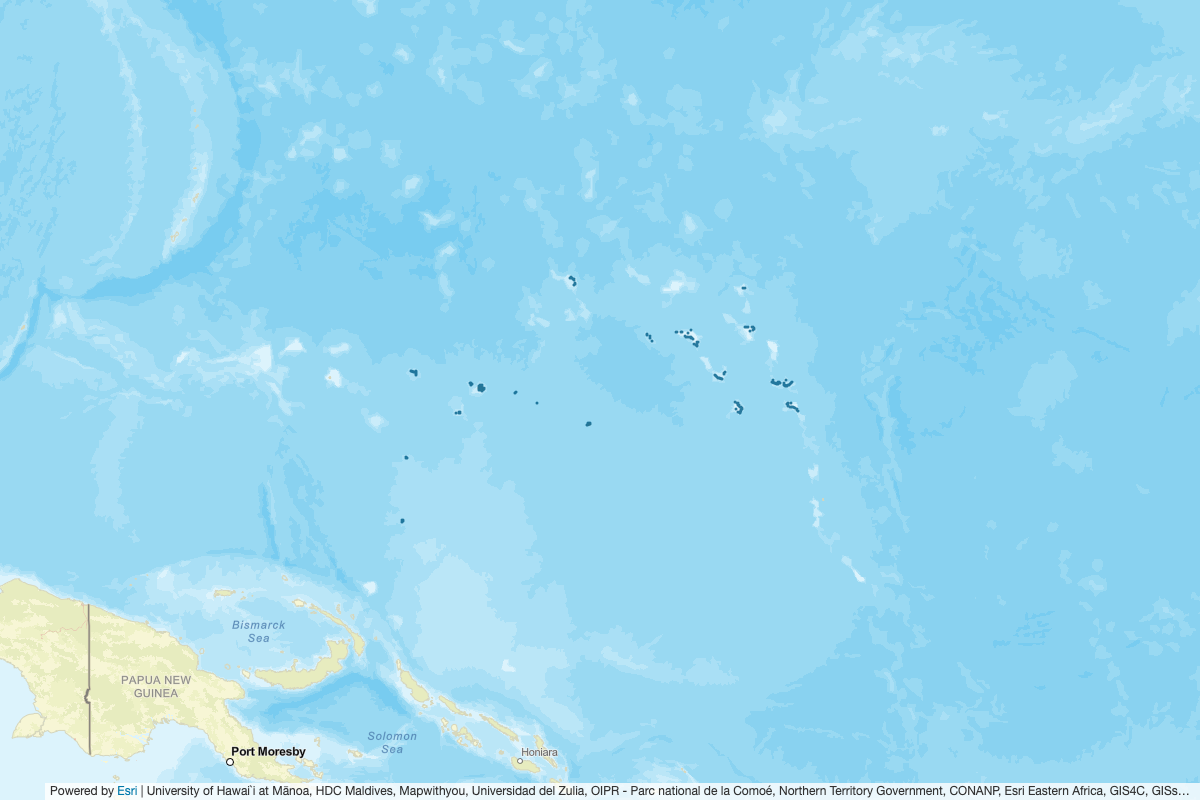 Bismarck
Sea
PAPUA NEW
GUINEA
Solomon
Sea
Port Moresby
Honiara
Powered by Esri | University of Hawai`i at Mānoa, HDC Maldives, Mapwithyou, Universidad del Zulia, OIPR - Parc national de la Comoé, Northern Territory Government, CONANP, Esri Eastern Africa, GIS4C, GISs...